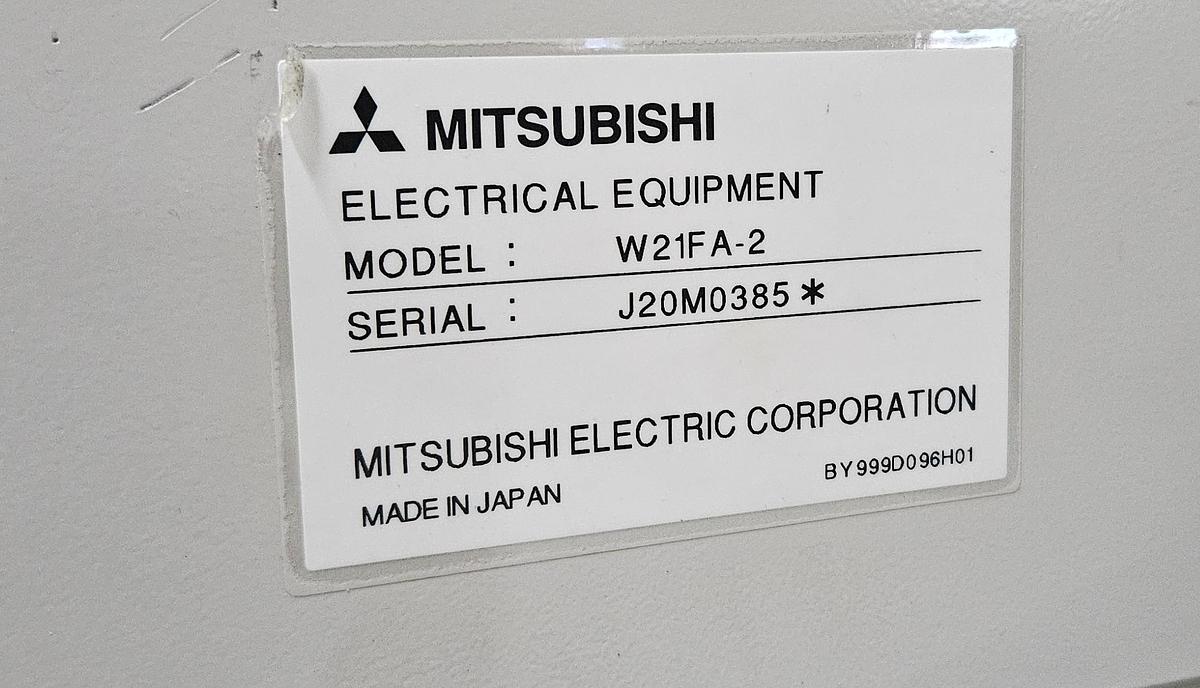 MITSUBISHI
ELECTRICAL EQUIPMENT
MODEL : W21FA-2
SERIAL : J20M0385*
MITSUBISHI ELECTRIC CORPORATION
MADE IN JAPAN BY999D096H01